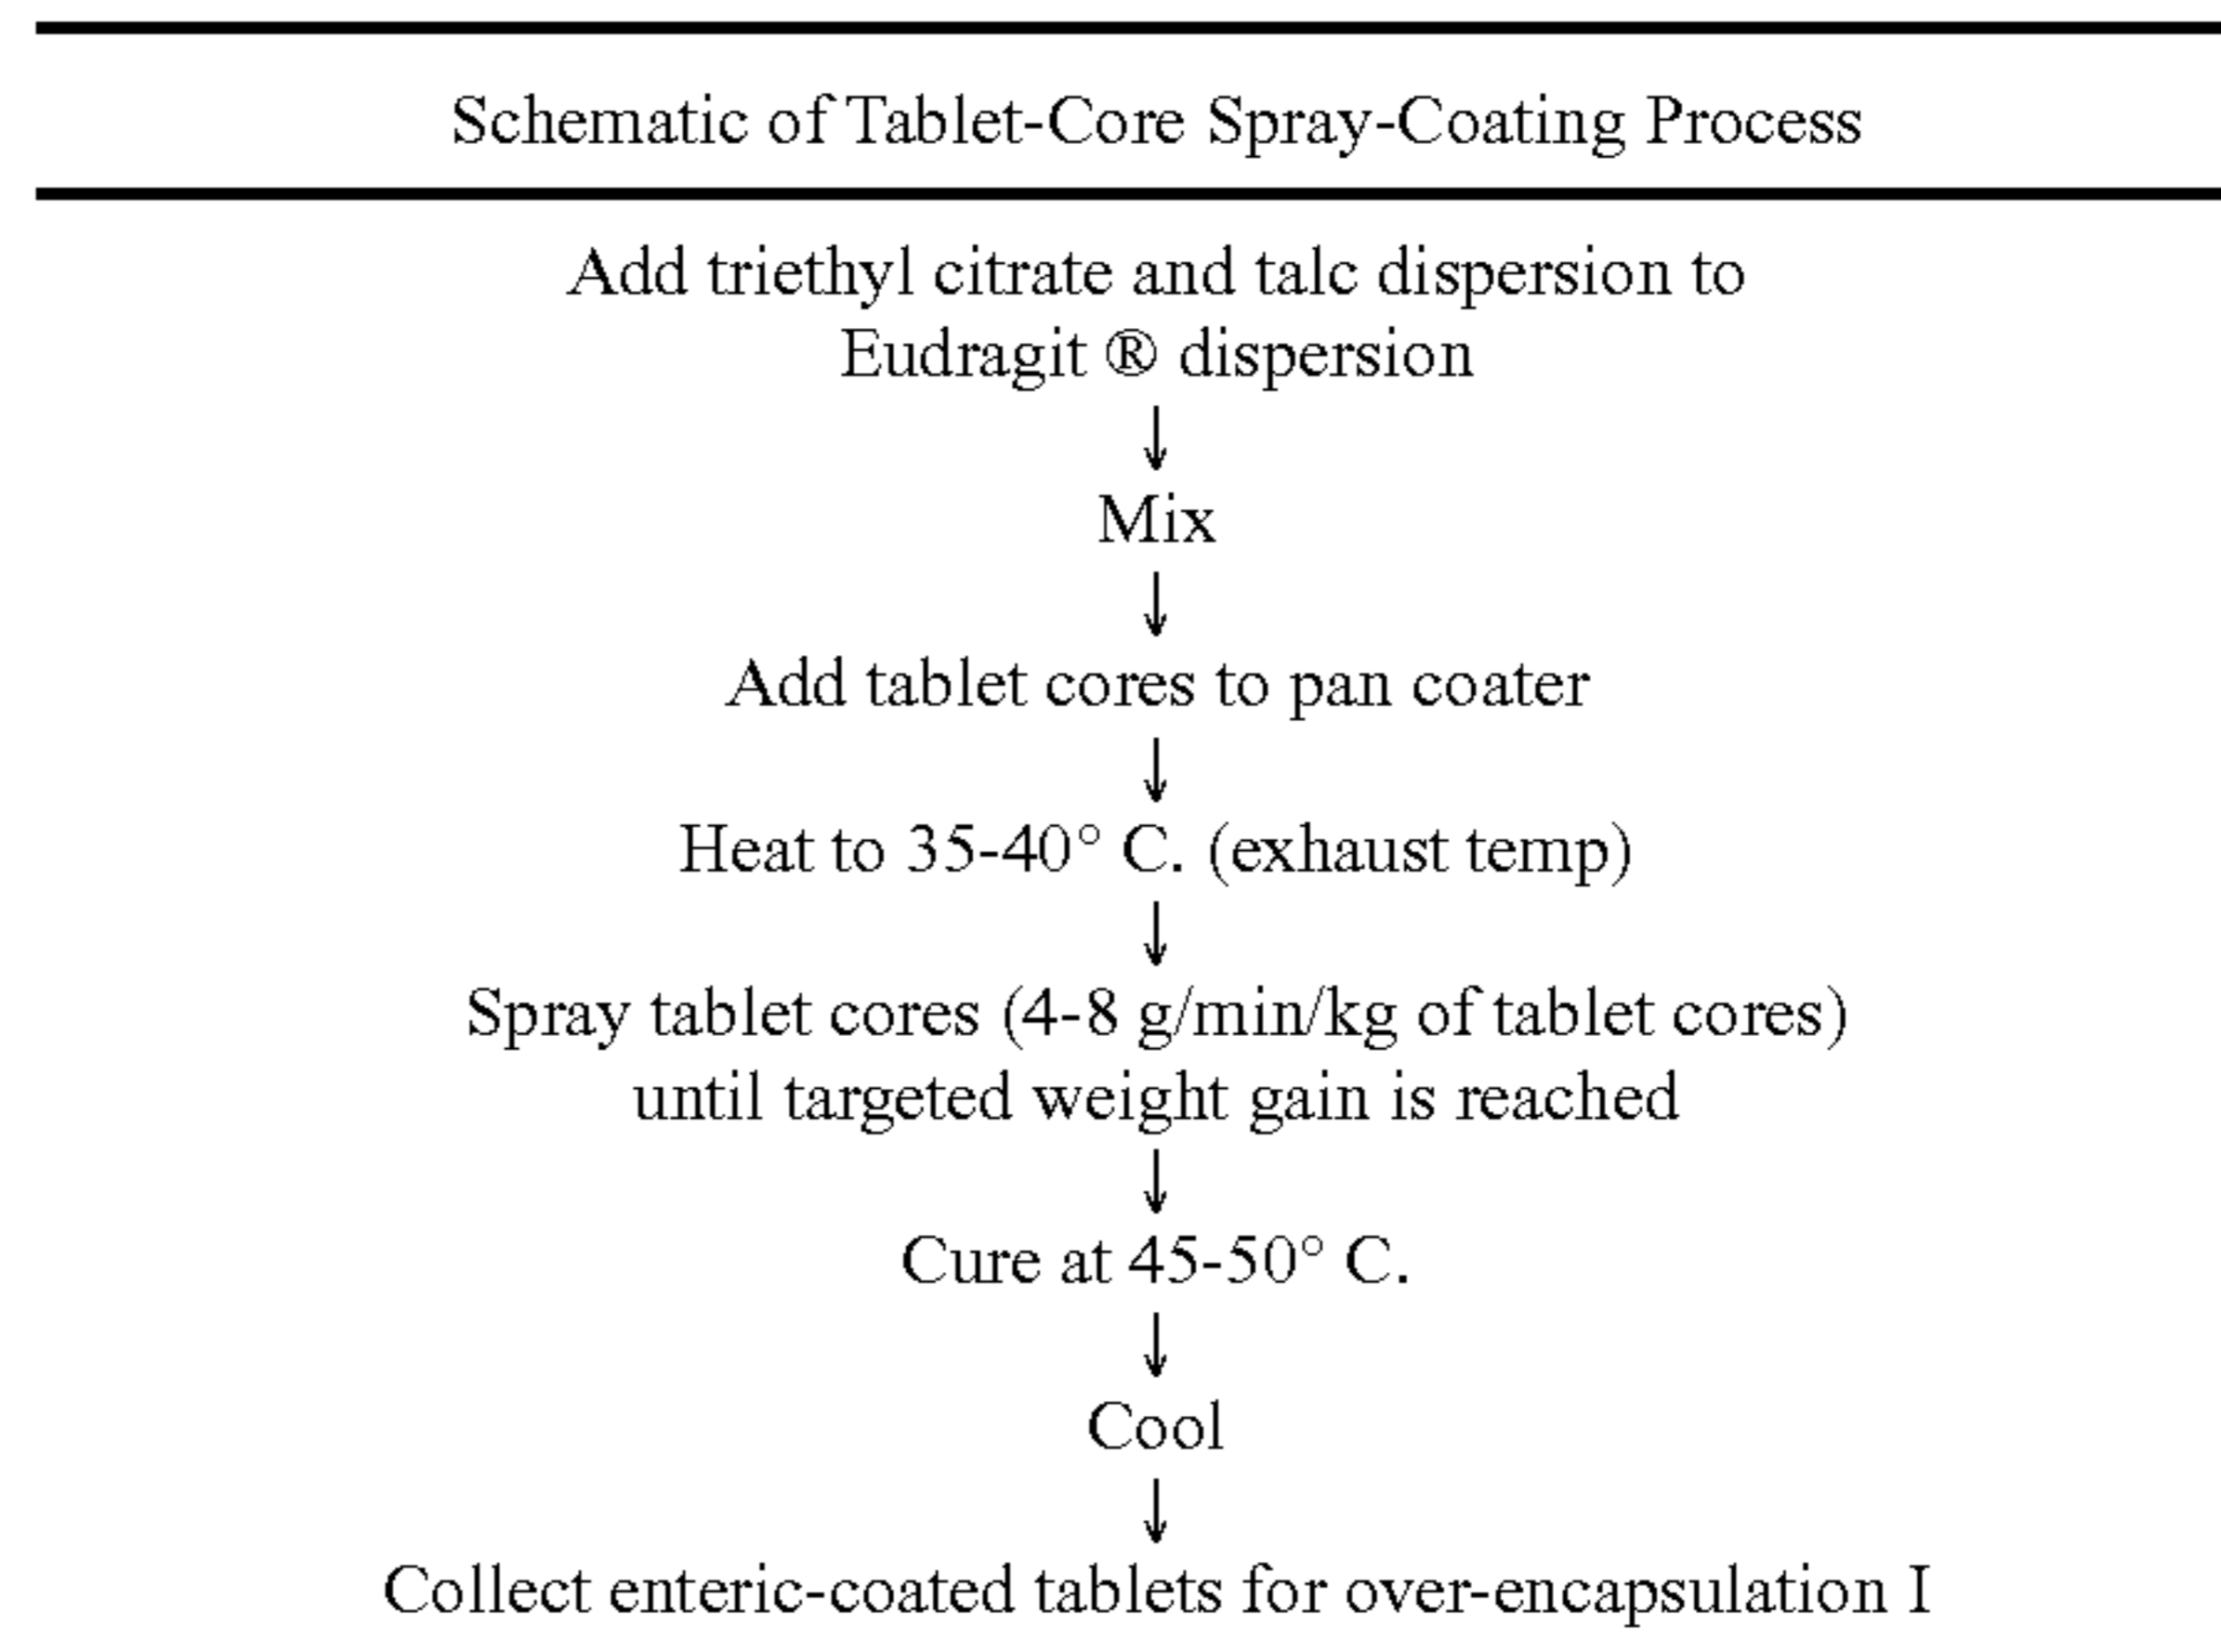 Schematic of Tablet-Core Spray-Coating Process
Add triethyl citrate and talc dispersion to
Eudragit ® dispersion
↓
Mix
↓
Add tablet cores to pan coater
↓
Heat to 35-40° C. (exhaust temp)
↓
Spray tablet cores (4-8 g/min/kg of tablet cores)
until targeted weight gain is reached
↓
Cure at 45-50° C.
↓
Cool
↓
Collect enteric-coated tablets for over-encapsulation I